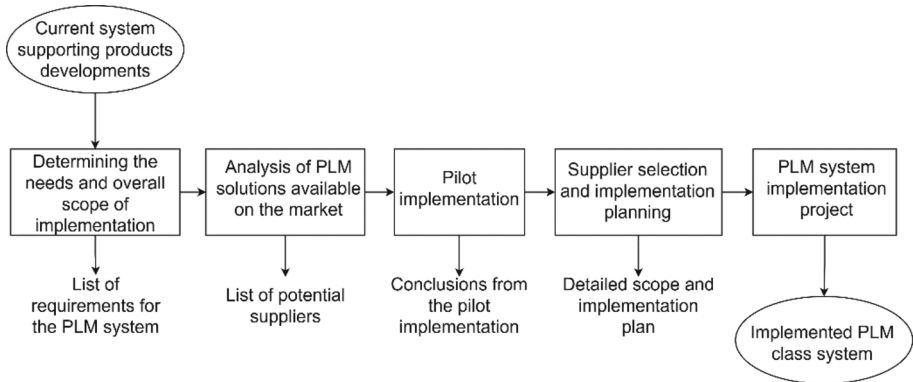 Current system
supporting products
developments
Determining the
needs and overall
scope of
implementation
Analysis of PLM
solutions available
on the market
Pilot
implementation
Supplier selection
and implementation
planning
PLM system
implementation
project
List of
requirements for
the PLM system
List of potential
suppliers
Conclusions from
the pilot
implementation
Detailed scope and
implementation
plan
Implemented PLM
class system